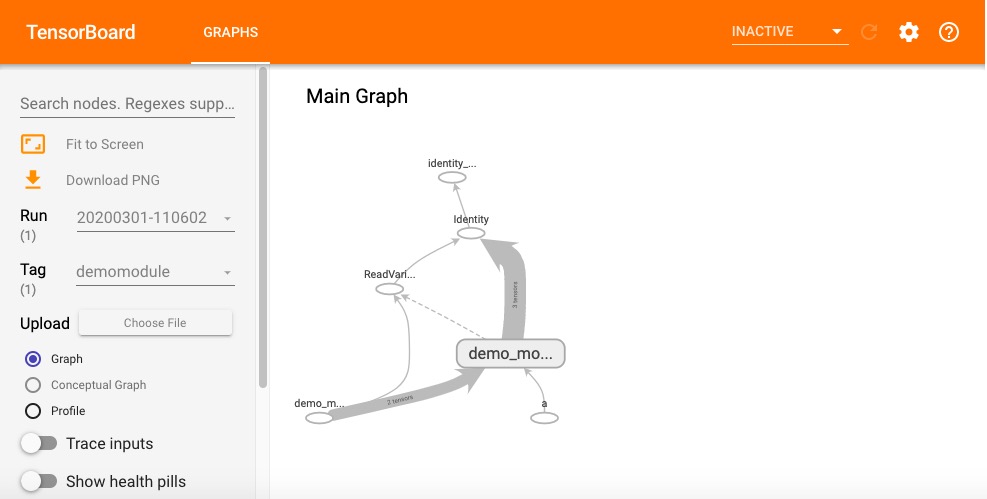 TensorBoard
GRAPHS
INACTIVE
Search nodes. Regexes supp...
Fit to Screen
Download PNG
Run
(1)
20200301-110602
Tag
(1)
demomodule
Upload
Choose File
Graph
Conceptual Graph
Profile
Trace inputs
Show health pills
Main Graph
identity_...
Identity
ReadVari...
3 tensors
demo_mo...
demo_m...
2 tensors
a